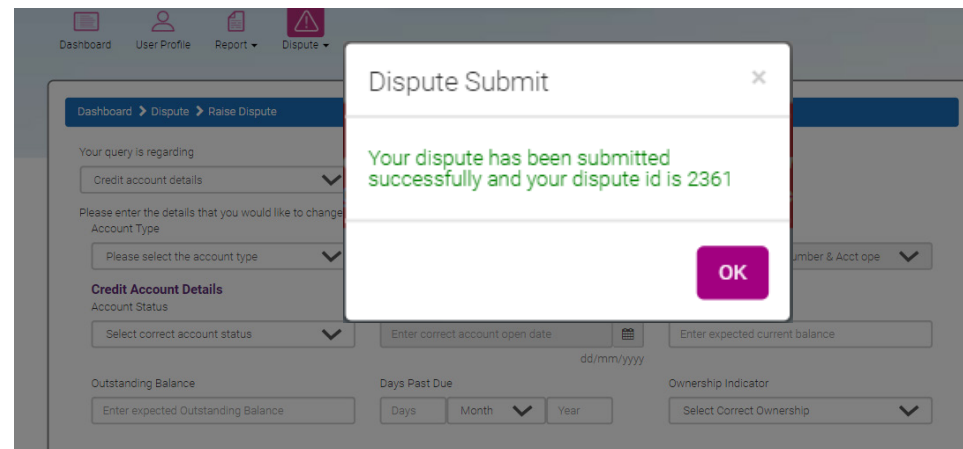 Dashboard
User Profile
Report
Dispute
Dispute Submit
×
Dashboard > Dispute > Raise Dispute
Your query is regarding
Credit account details
Your dispute has been submitted
successfully and your dispute id is 2361
Please enter the details that you would like to change
Account Type
Please select the account type
umber & Acct ope
OK
Credit Account Details
Account Status
Select correct account status
Enter correct account open date
Enter expected current balance
dd/mm/yyyy
Outstanding Balance
Days Past Due
Ownership Indicator
Enter expected Outstanding Balance
Days
Month
Year
Select Correct Ownership